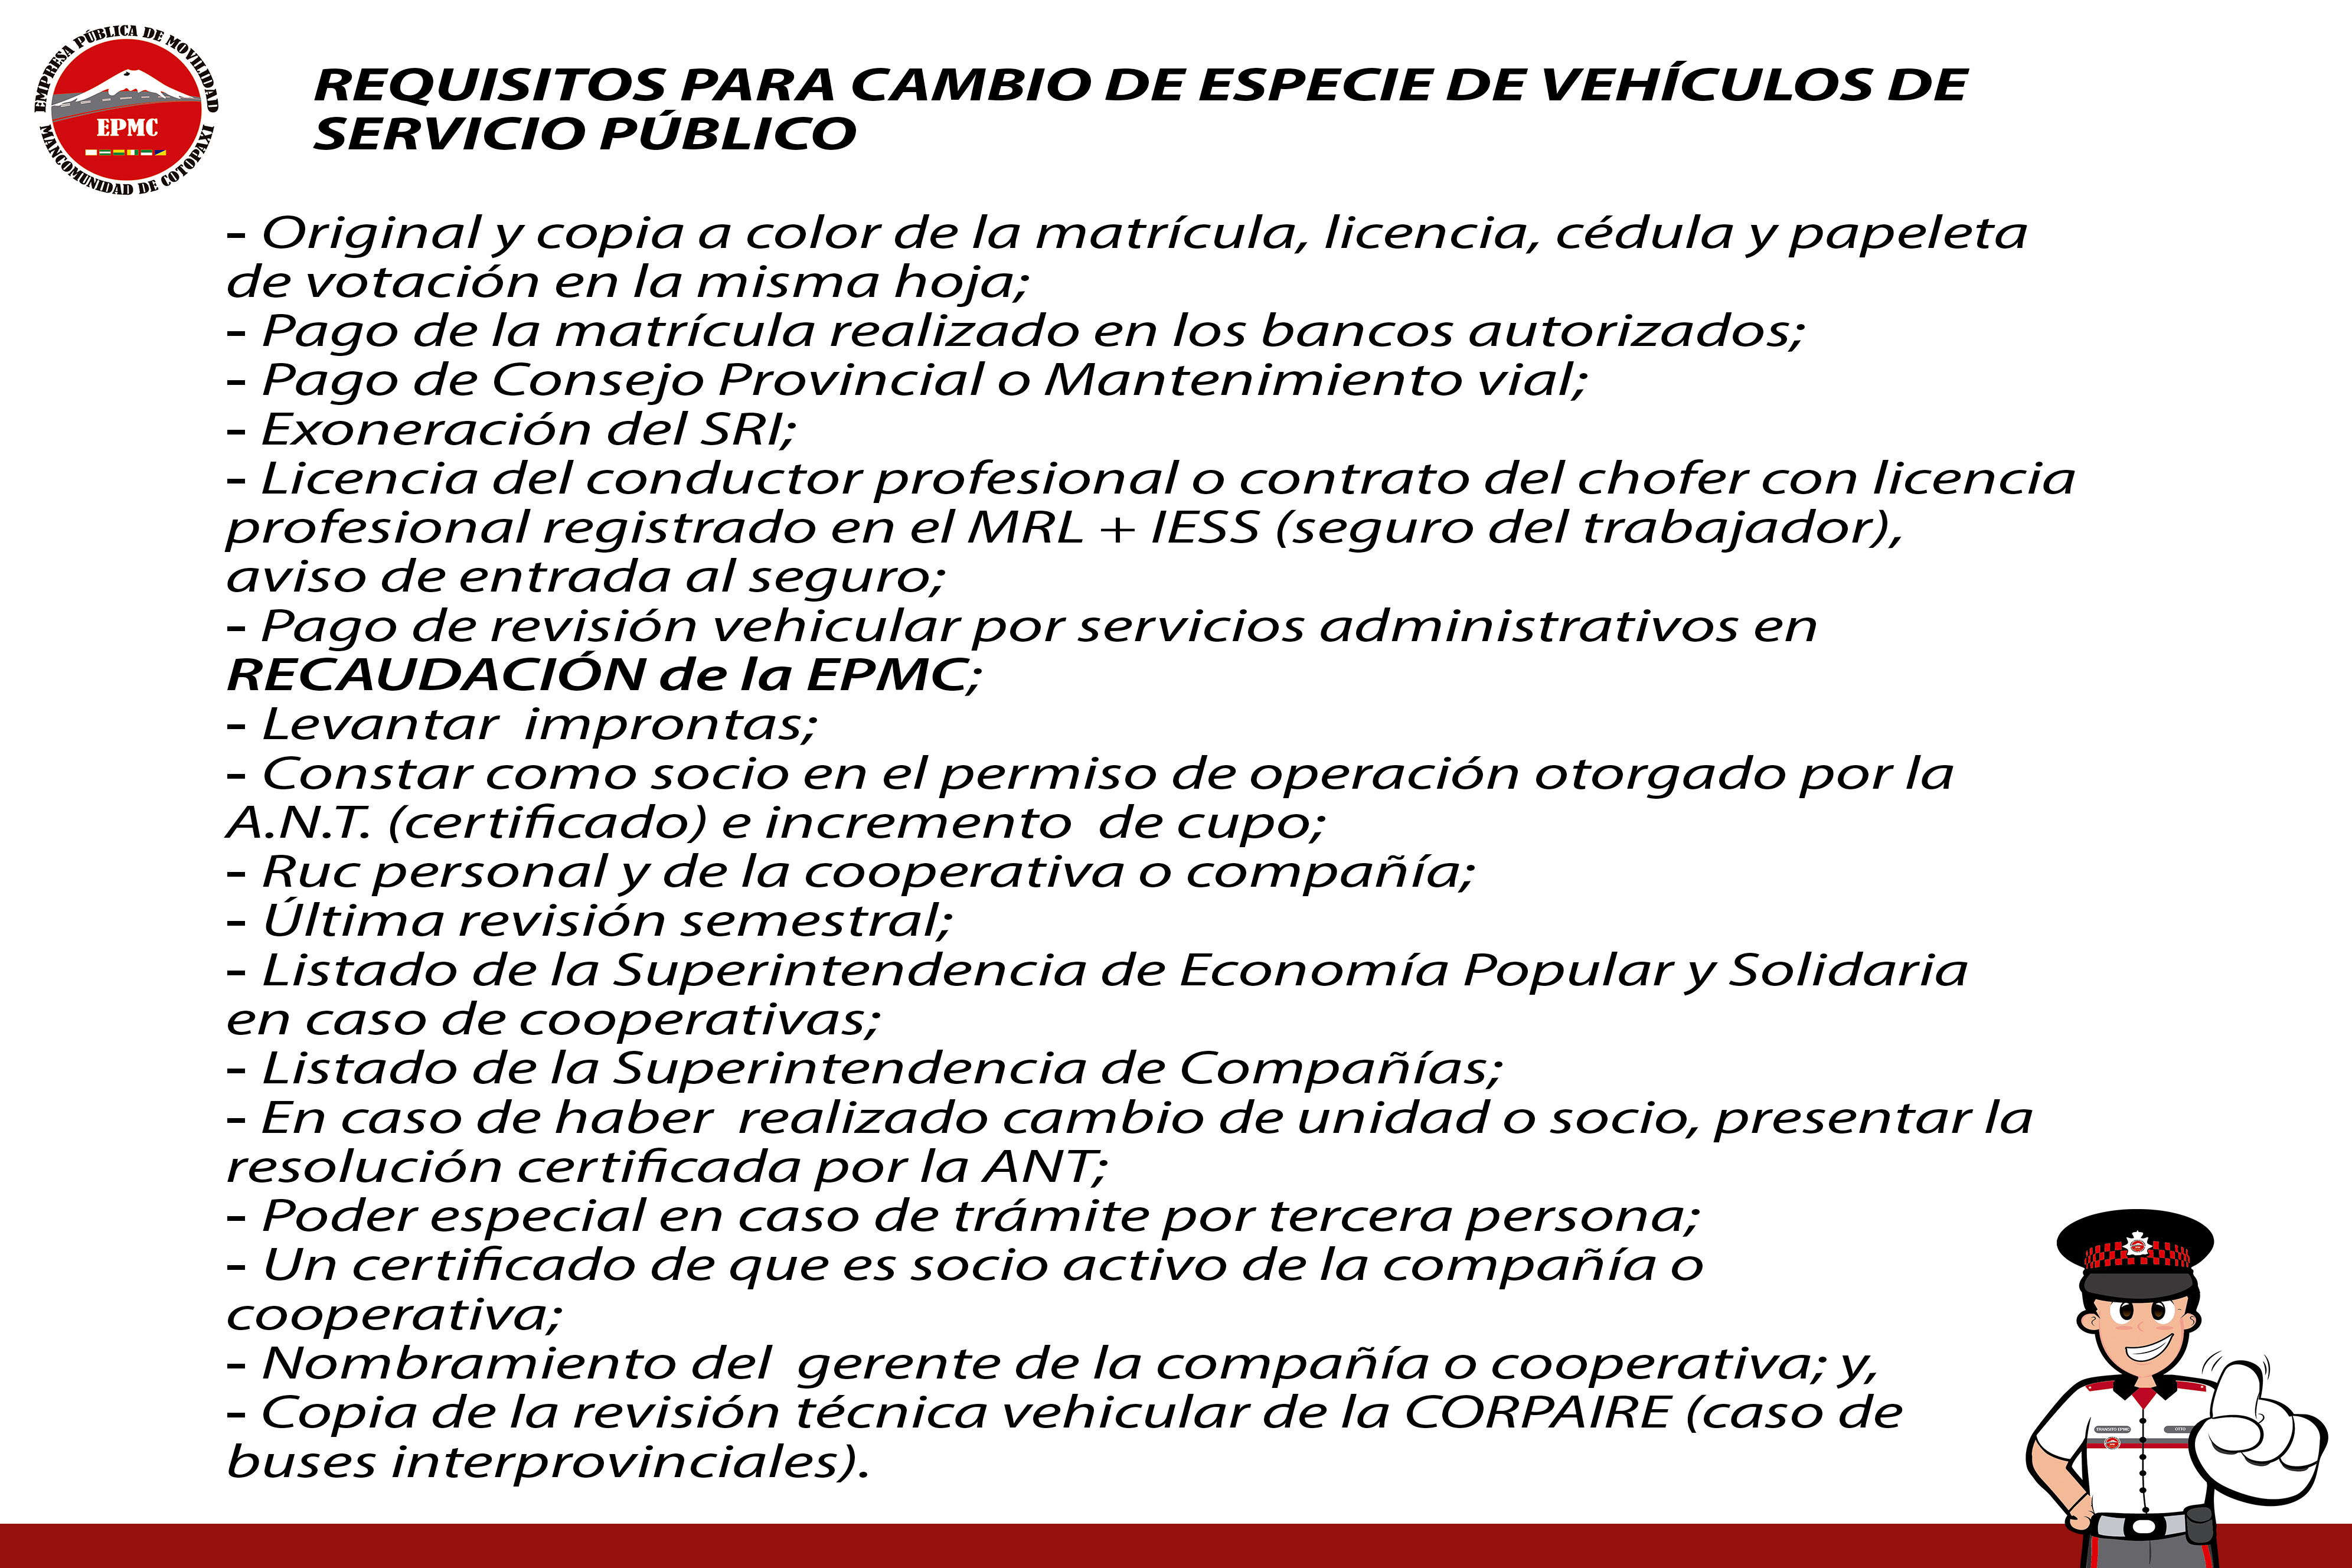 EMPRESA PÚBLICA DE MOVILIDAD
EPMC
MANCOMUNIDAD DE COTOPAXI
REQUISITOS PARA CAMBIO DE ESPECIE DE VEHÍCULOS DE
SERVICIO PÚBLICO
- Original y copia a color de la matrícula, licencia, cédula y papeleta
de votación en la misma hoja;
- Pago de la matrícula realizado en los bancos autorizados;
- Pago de Consejo Provincial o Mantenimiento vial;
- Exoneración del SRI;
- Licencia del conductor profesional o contrato del chofer con licencia
profesional registrado en el MRL + IESS (seguro del trabajador),
aviso de entrada al seguro;
- Pago de revisión vehicular por servicios administrativos en
RECAUDACIÓN de la EPMC;
- Levantar  improntas;
- Constar como socio en el permiso de operación otorgado por la
A.N.T. (certificado) e incremento  de cupo;
- Ruc personal y de la cooperativa o compañía;
- Última revisión semestral;
- Listado de la Superintendencia de Economía Popular y Solidaria
en caso de cooperativas;
- Listado de la Superintendencia de Compañías;
- En caso de haber  realizado cambio de unidad o socio, presentar la
resolución certificada por la ANT;
- Poder especial en caso de trámite por tercera persona;
- Un certificado de que es socio activo de la compañía o
cooperativa;
- Nombramiento del  gerente de la compañía o cooperativa; y,
- Copia de la revisión técnica vehicular de la CORPAIRE (caso de
buses interprovinciales).